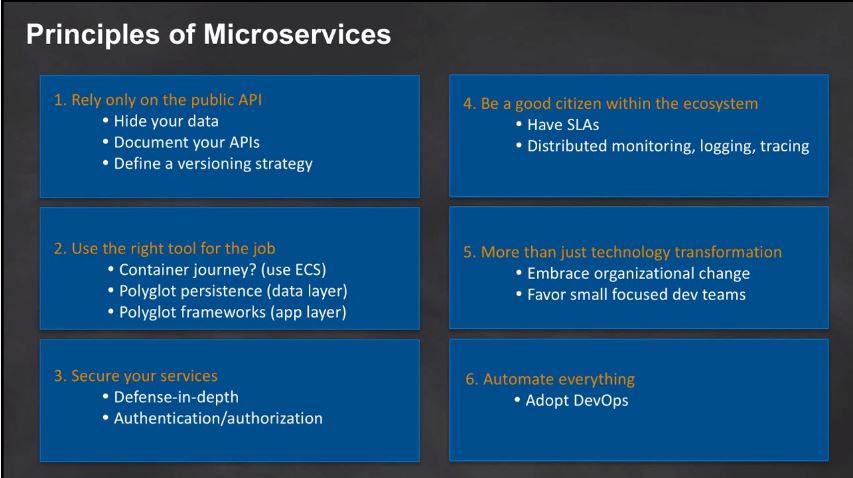 Principles of Microservices
1. Rely only on the public API
• Hide your data
• Document your APIs
• Define a versioning strategy
2. Use the right tool for the job
• Container journey? (use ECS)
• Polyglot persistence (data layer)
• Polyglot frameworks (app layer)
3. Secure your services
• Defense-in-depth
• Authentication/authorization
4. Be a good citizen within the ecosystem
• Have SLAs
• Distributed monitoring, logging, tracing
5. More than just technology transformation
• Embrace organizational change
• Favor small focused dev teams
6. Automate everything
• Adopt DevOps